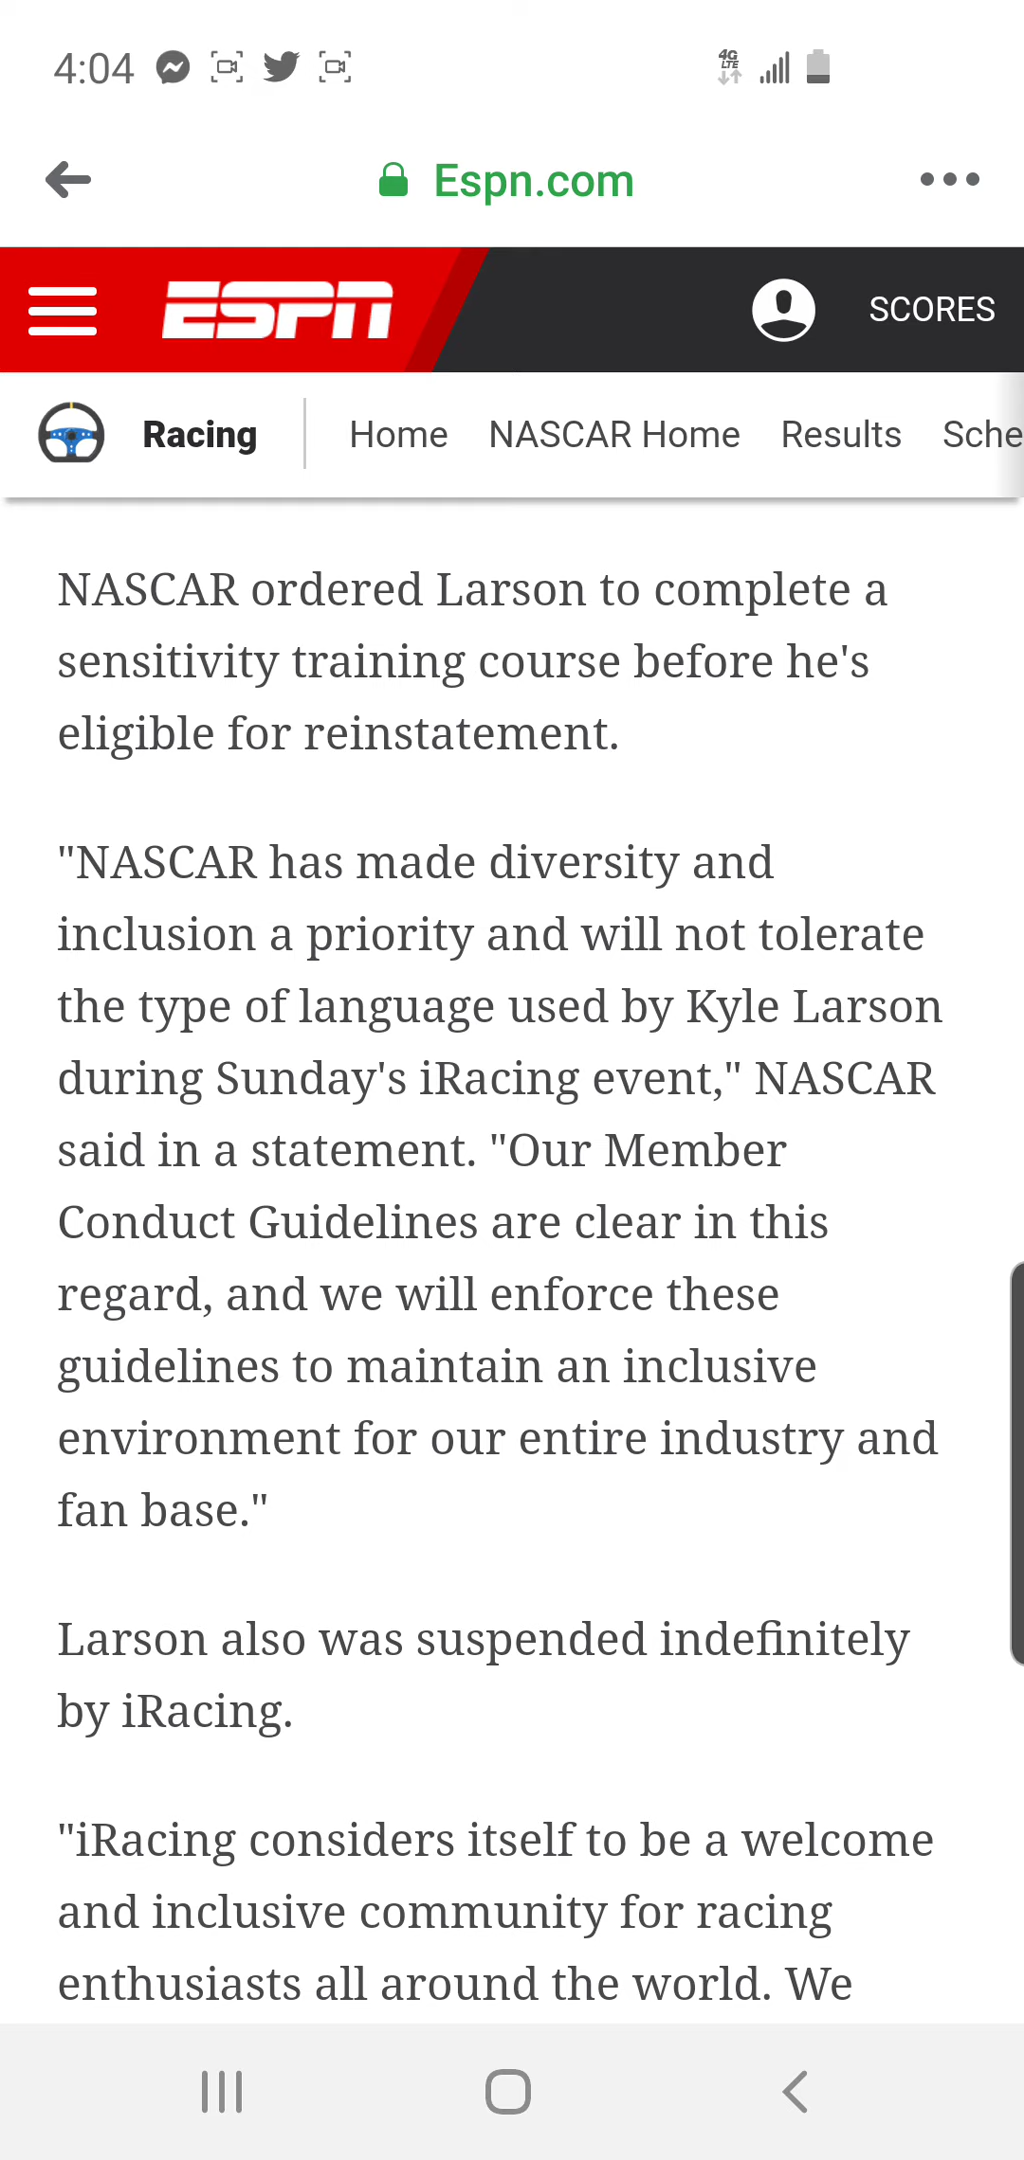 4:04
4G
LTE
Espn.com
ESPN
SCORES
Racing
Home
NASCAR Home
Results
Sche
NASCAR ordered Larson to complete a
sensitivity training course before he's
eligible for reinstatement.
"NASCAR has made diversity and
inclusion a priority and will not tolerate
the type of language used by Kyle Larson
during Sunday's iRacing event," NASCAR
said in a statement. "Our Member
Conduct Guidelines are clear in this
regard, and we will enforce these
guidelines to maintain an inclusive
environment for our entire industry and
fan base."
Larson also was suspended indefinitely
by iRacing.
"iRacing considers itself to be a welcome
and inclusive community for racing
enthusiasts all around the world. We